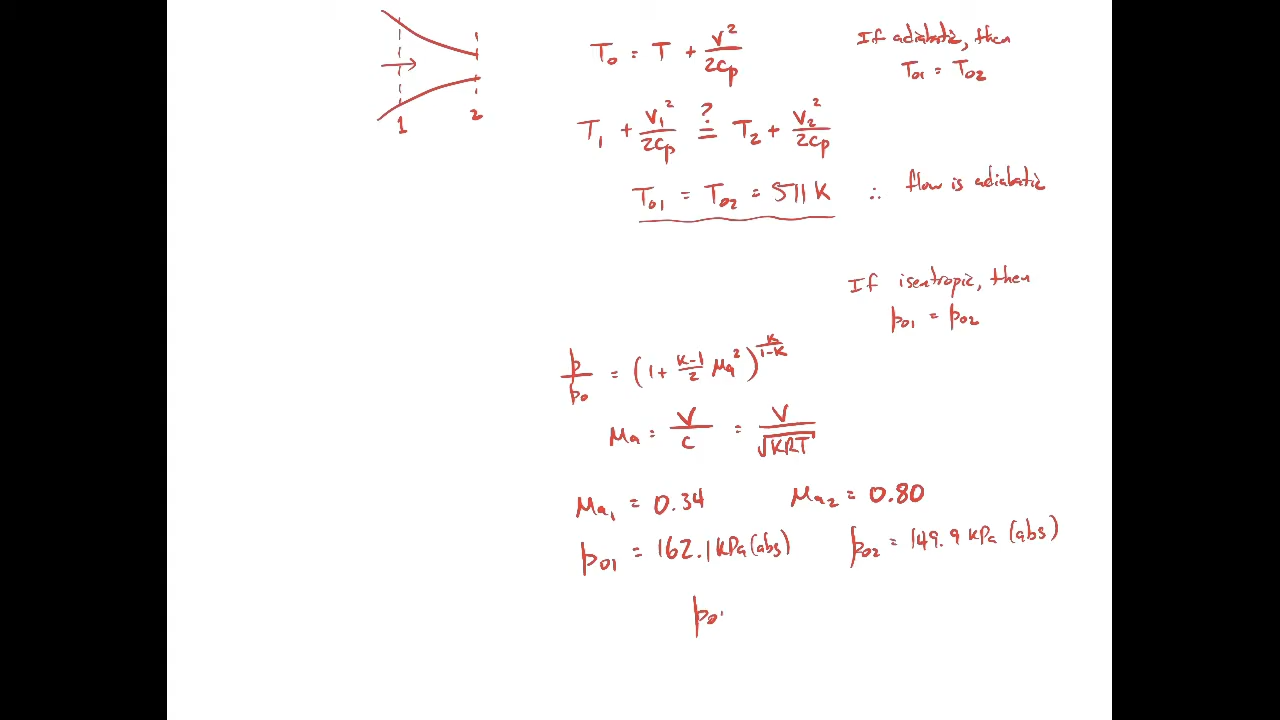 1 2
T₀ = T + V²/2cp
If adiabatic, then
T₀₁ = T₀₂
T₁ + V₁²/2cp ?= T₂ + V₂²/2cp
T₀₁ = T₀₂ = 571 K ∴ flow is adiabatic
If isentropic, then
p₀₁ = p₀₂
p/p₀ = (1 + K-1/2 Ma²)^K/1-K
Ma = V/c = V/√KRT
Ma₁ = 0.34 Ma₂ = 0.80
p₀₁ = 162.1 kPa (abs) p₀₂ = 149.9 kPa (abs)
p₀